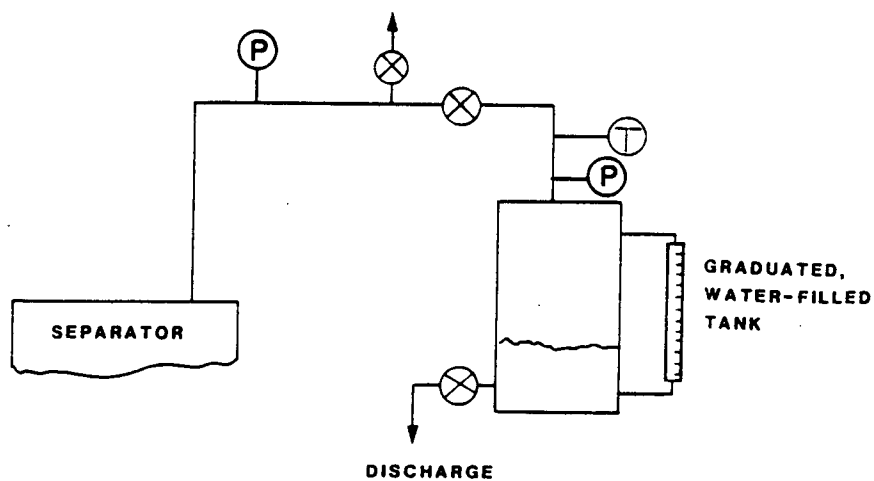 P
T
P
GRADUATED,
WATER-FILLED
TANK
SEPARATOR
DISCHARGE